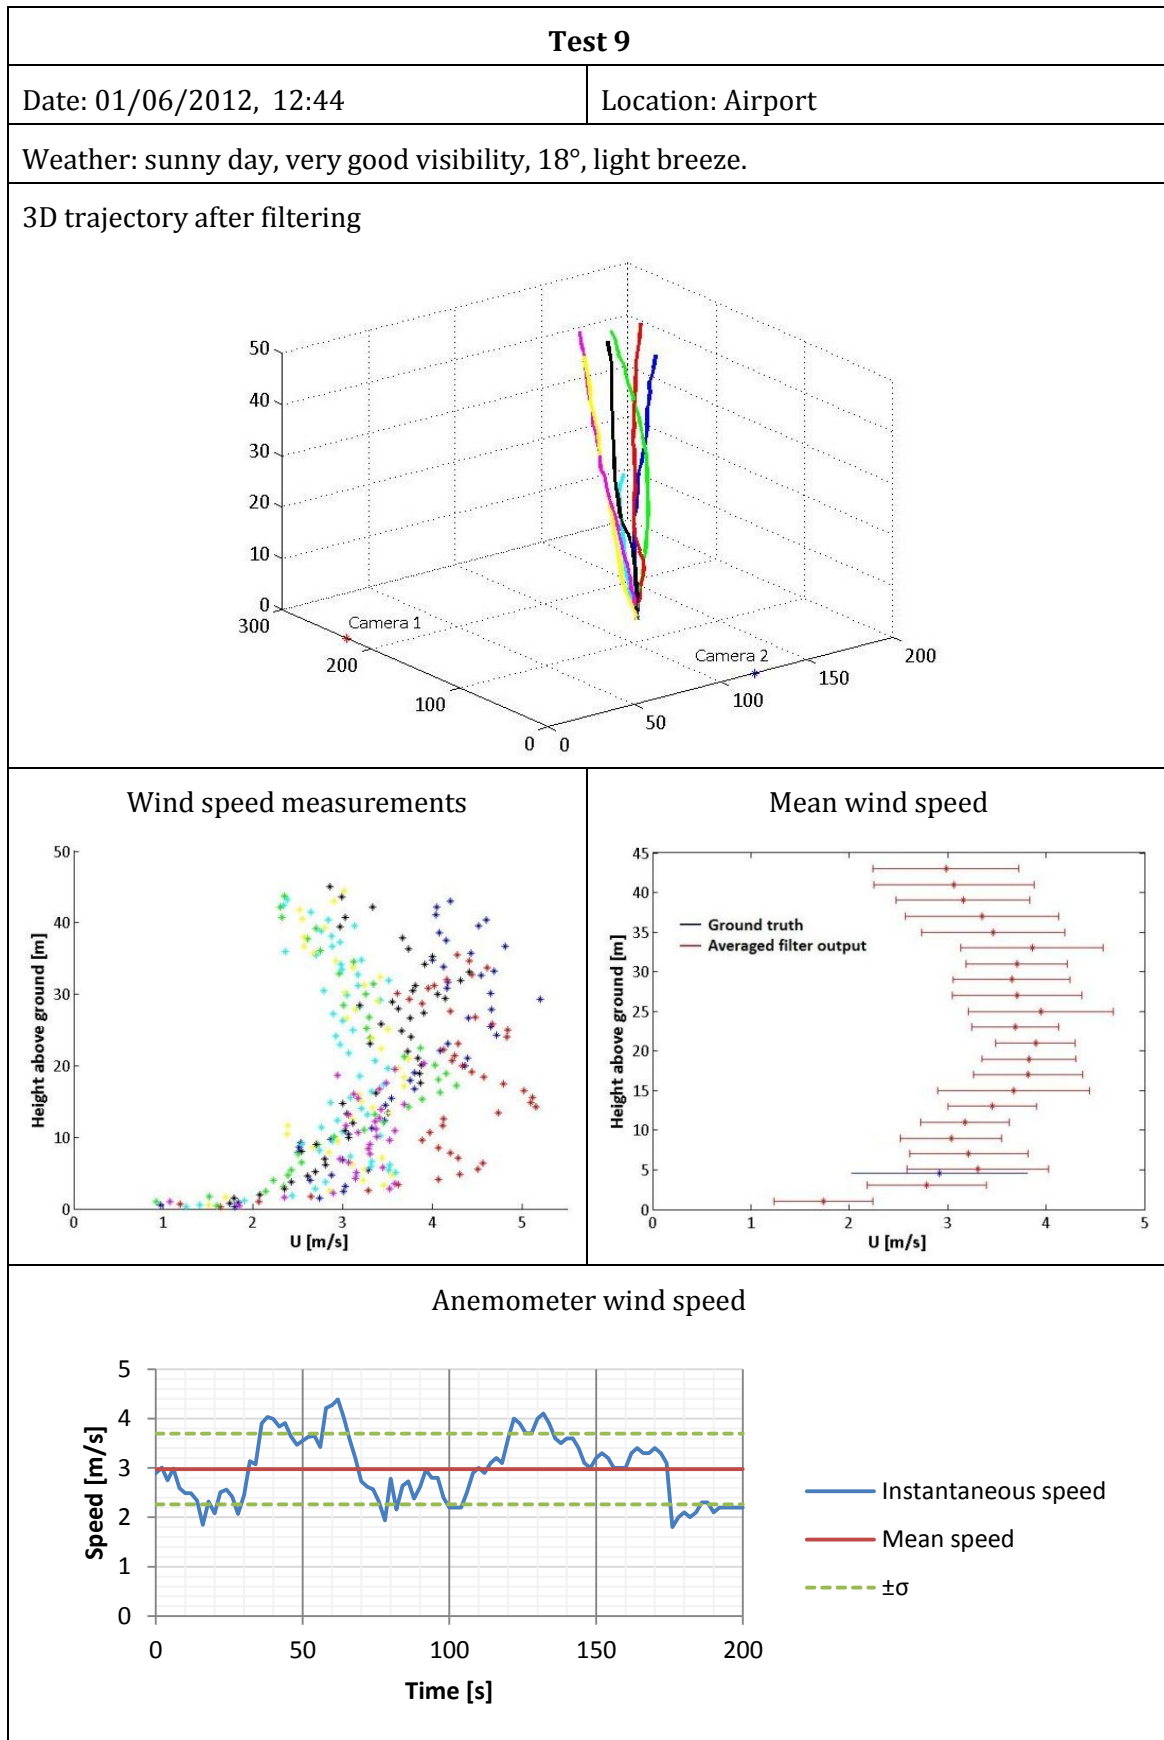 Test 9
Date: 01/06/2012, 12:44
Location: Airport
Weather: sunny day, very good visibility, 18°, light breeze.
3D trajectory after filtering
50
40
30
20
10
0
300
200
100
0
0
50
100
150
200
Camera 1
Camera 2
Wind speed measurements
50
40
30
20
10
0
Height above ground [m]
0 1 2 3 4 5
U [m/s]
Mean wind speed
45
40
35
30
25
20
15
10
5
0
Height above ground [m]
Ground truth
Averaged filter output
0 1 2 3 4 5
U [m/s]
Anemometer wind speed
5
4
3
2
1
0
Speed [m/s]
0 50 100 150 200
Time [s]
Instantaneous speed
Mean speed
±σ